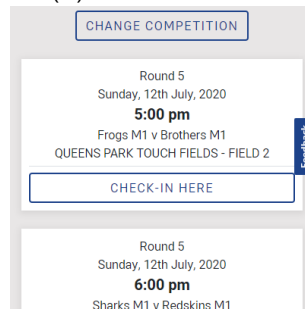 CHANGE COMPETITION
Round 5
Sunday, 12th July, 2020
5:00 pm
Frogs M1 v Brothers M1
QUEENS PARK TOUCH FIELDS - FIELD 2
Feedback
CHECK-IN HERE
Round 5
Sunday, 12th July, 2020
6:00 pm
Sharks M1 v Redskins M1